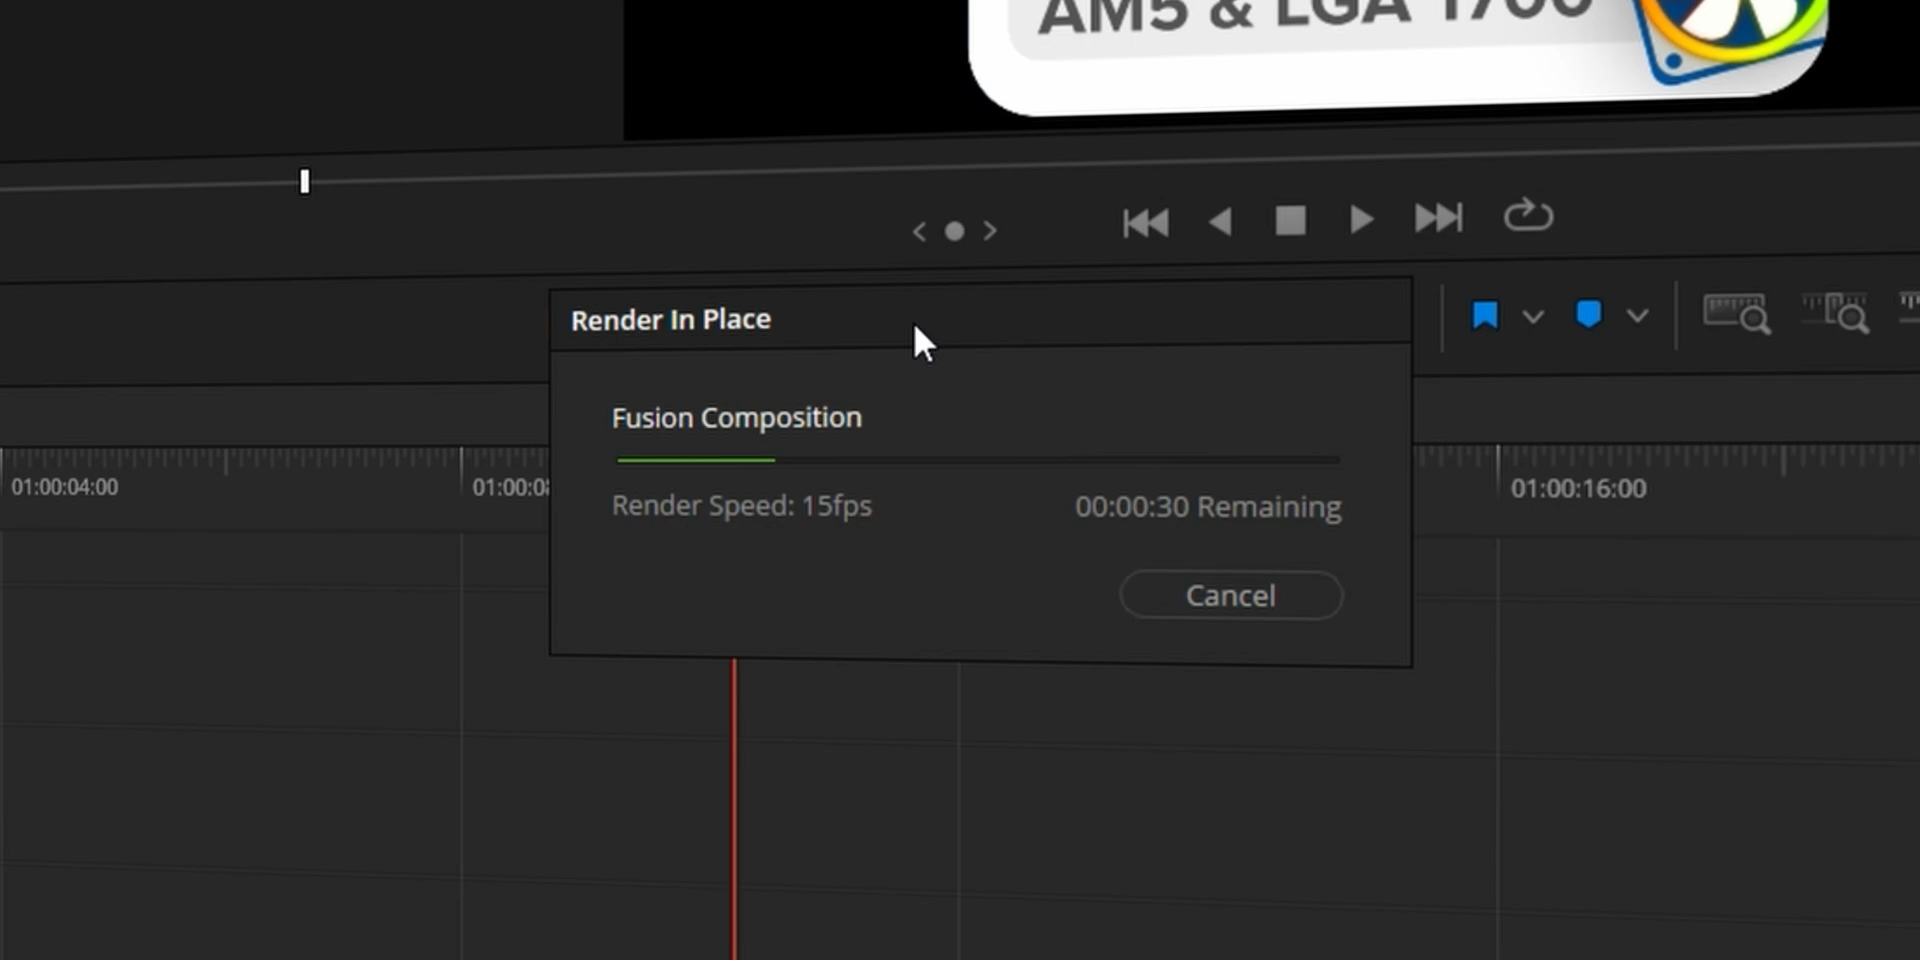 AM5 & LGA 1700
Render In Place
Fusion Composition
Render Speed: 15fps
00:00:30 Remaining
Cancel
01:00:04:00
01:00:16:00